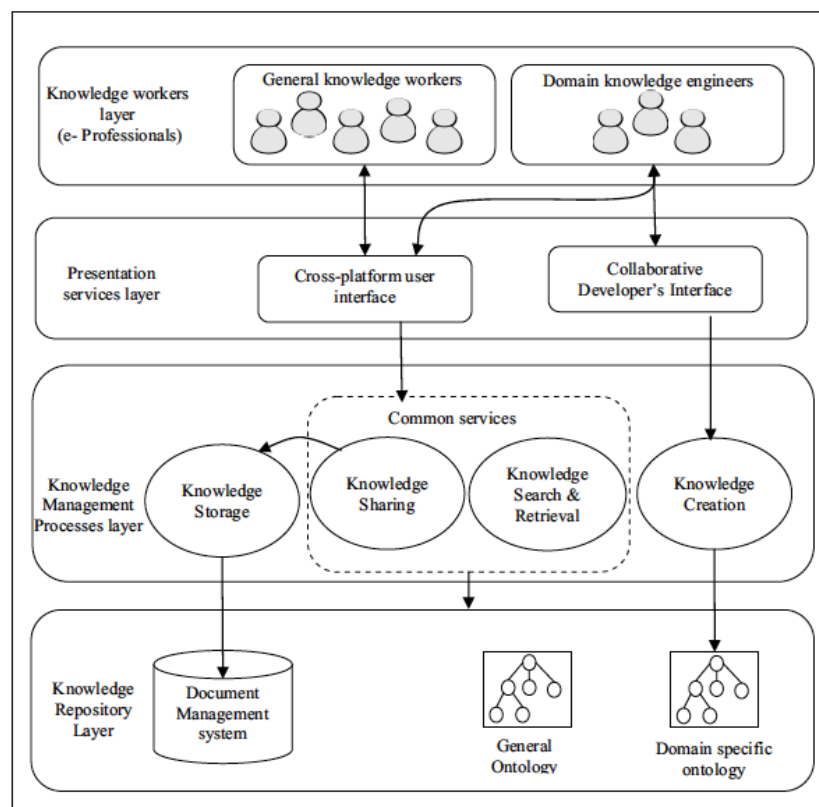 General knowledge workers
Domain knowledge engineers
Knowledge workers
layer
(e- Professionals)
Presentation
services layer
Cross-platform user
interface
Collaborative
Developer's Interface
Common services
Knowledge
Management
Processes layer
Knowledge
Storage
Knowledge
Sharing
Knowledge
Search &
Retrieval
Knowledge
Creation
Knowledge
Repository
Layer
Document
Management
system
General
Ontology
Domain specific
ontology